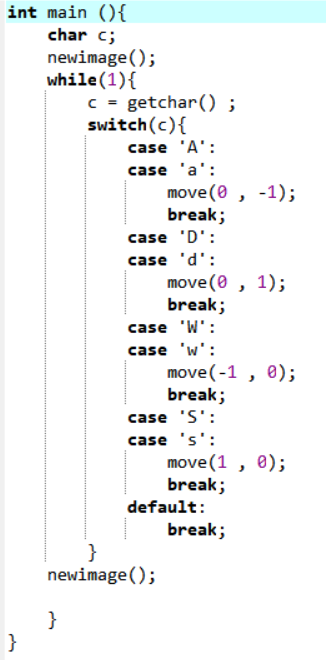 int main (){
    char c;
    newimage();
    while(1){
        c = getchar() ;
        switch(c){
            case 'A':
            case 'a':
                move(0 , -1);
                break;
            case 'D':
            case 'd':
                move(0 , 1);
                break;
            case 'W':
            case 'w':
                move(-1 , 0);
                break;
            case 'S':
            case 's':
                move(1 , 0);
                break;
            default:
                break;
        }
    newimage();

    }
}